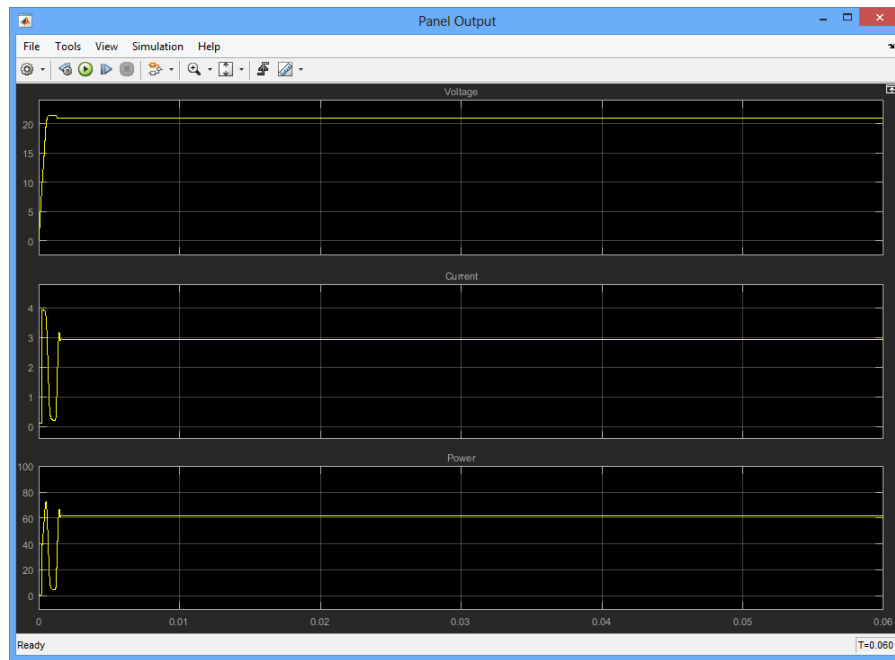 Panel Output
File Tools View Simulation Help
Voltage
20
15
10
5
0
Current
4
3
2
1
0
Power
100
80
60
40
20
0
0 0.01 0.02 0.03 0.04 0.05 0.06
Ready T=0.060